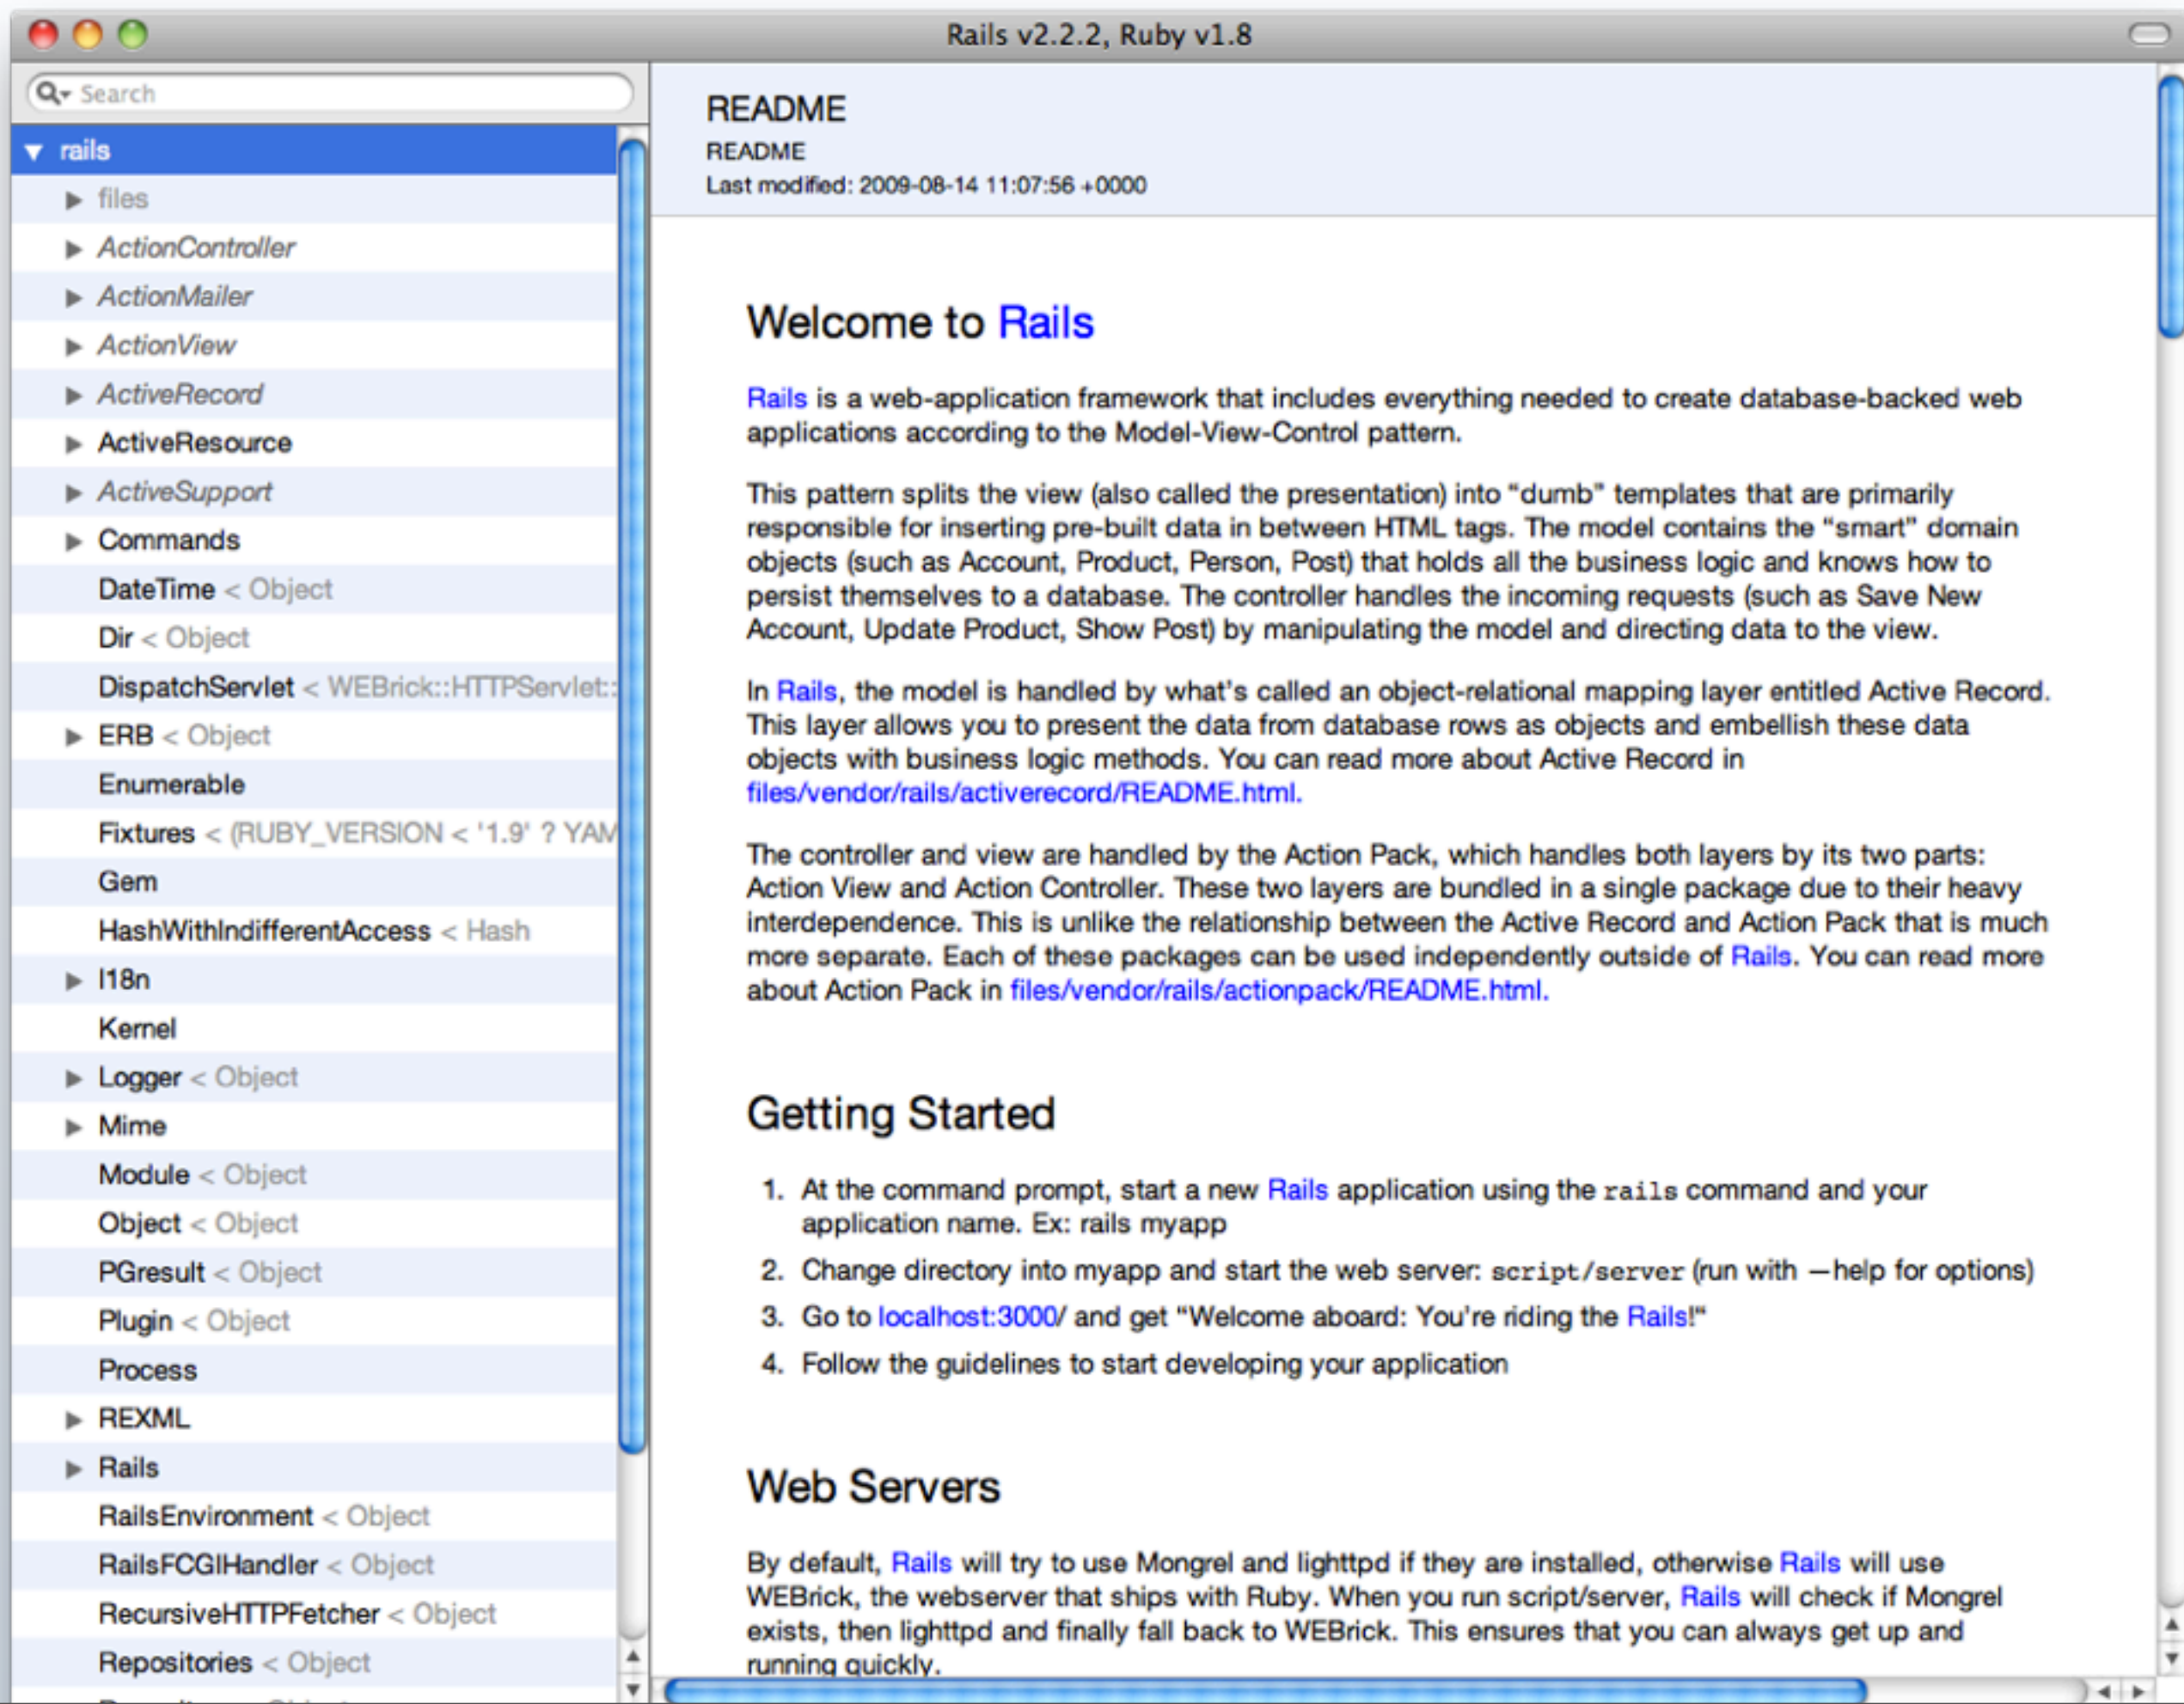 Rails v2.2.2, Ruby v1.8
Search
rails
files
ActionController
ActionMailer
ActionView
ActiveRecord
ActiveResource
ActiveSupport
Commands
DateTime < Object
Dir < Object
DispatchServlet < WEBrick::HTTPServlet::
ERB < Object
Enumerable
Fixtures < (RUBY_VERSION < '1.9' ? YAM
Gem
HashWithIndifferentAccess < Hash
I18n
Kernel
Logger < Object
Mime
Module < Object
Object < Object
PGresult < Object
Plugin < Object
Process
REXML
Rails
RailsEnvironment < Object
RailsFCGIHandler < Object
RecursiveHTTPFetcher < Object
Repositories < Object
README
README
Last modified: 2009-08-14 11:07:56 +0000
Welcome to Rails
Rails is a web-application framework that includes everything needed to create database-backed web
applications according to the Model-View-Control pattern.
This pattern splits the view (also called the presentation) into “dumb” templates that are primarily
responsible for inserting pre-built data in between HTML tags. The model contains the “smart” domain
objects (such as Account, Product, Person, Post) that holds all the business logic and knows how to
persist themselves to a database. The controller handles the incoming requests (such as Save New
Account, Update Product, Show Post) by manipulating the model and directing data to the view.
In Rails, the model is handled by what’s called an object-relational mapping layer entitled Active Record.
This layer allows you to present the data from database rows as objects and embellish these data
objects with business logic methods. You can read more about Active Record in
files/vendor/rails/activerecord/README.html.
The controller and view are handled by the Action Pack, which handles both layers by its two parts:
Action View and Action Controller. These two layers are bundled in a single package due to their heavy
interdependence. This is unlike the relationship between the Active Record and Action Pack that is much
more separate. Each of these packages can be used independently outside of Rails. You can read more
about Action Pack in files/vendor/rails/actionpack/README.html.
Getting Started
1. At the command prompt, start a new Rails application using the rails command and your
application name. Ex: rails myapp
2. Change directory into myapp and start the web server: script/server (run with —help for options)
3. Go to localhost:3000/ and get “Welcome aboard: You’re riding the Rails!“
4. Follow the guidelines to start developing your application
Web Servers
By default, Rails will try to use Mongrel and lighttpd if they are installed, otherwise Rails will use
WEBrick, the webserver that ships with Ruby. When you run script/server, Rails will check if Mongrel
exists, then lighttpd and finally fall back to WEBrick. This ensures that you can always get up and
running quickly.